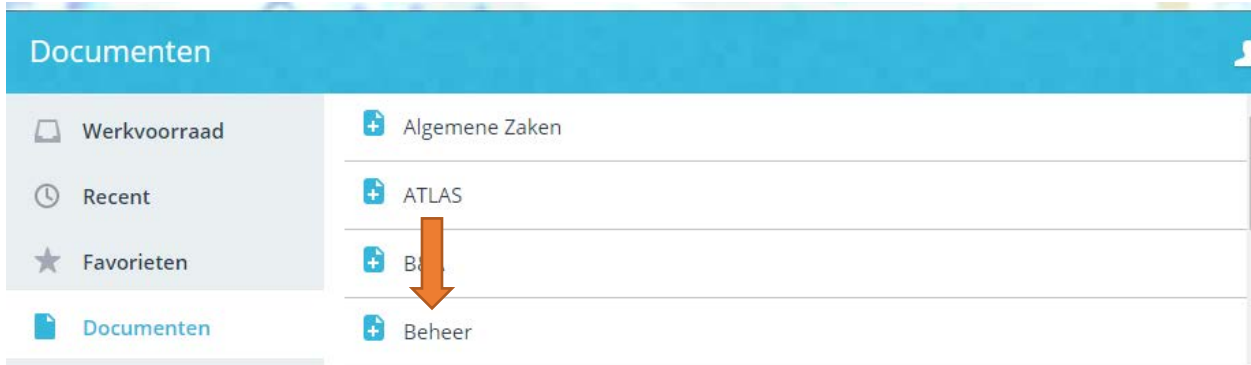 Documenten
Werkvoorraad
Recent
Favorieten
Documenten
Algemene Zaken
ATLAS
Beheer